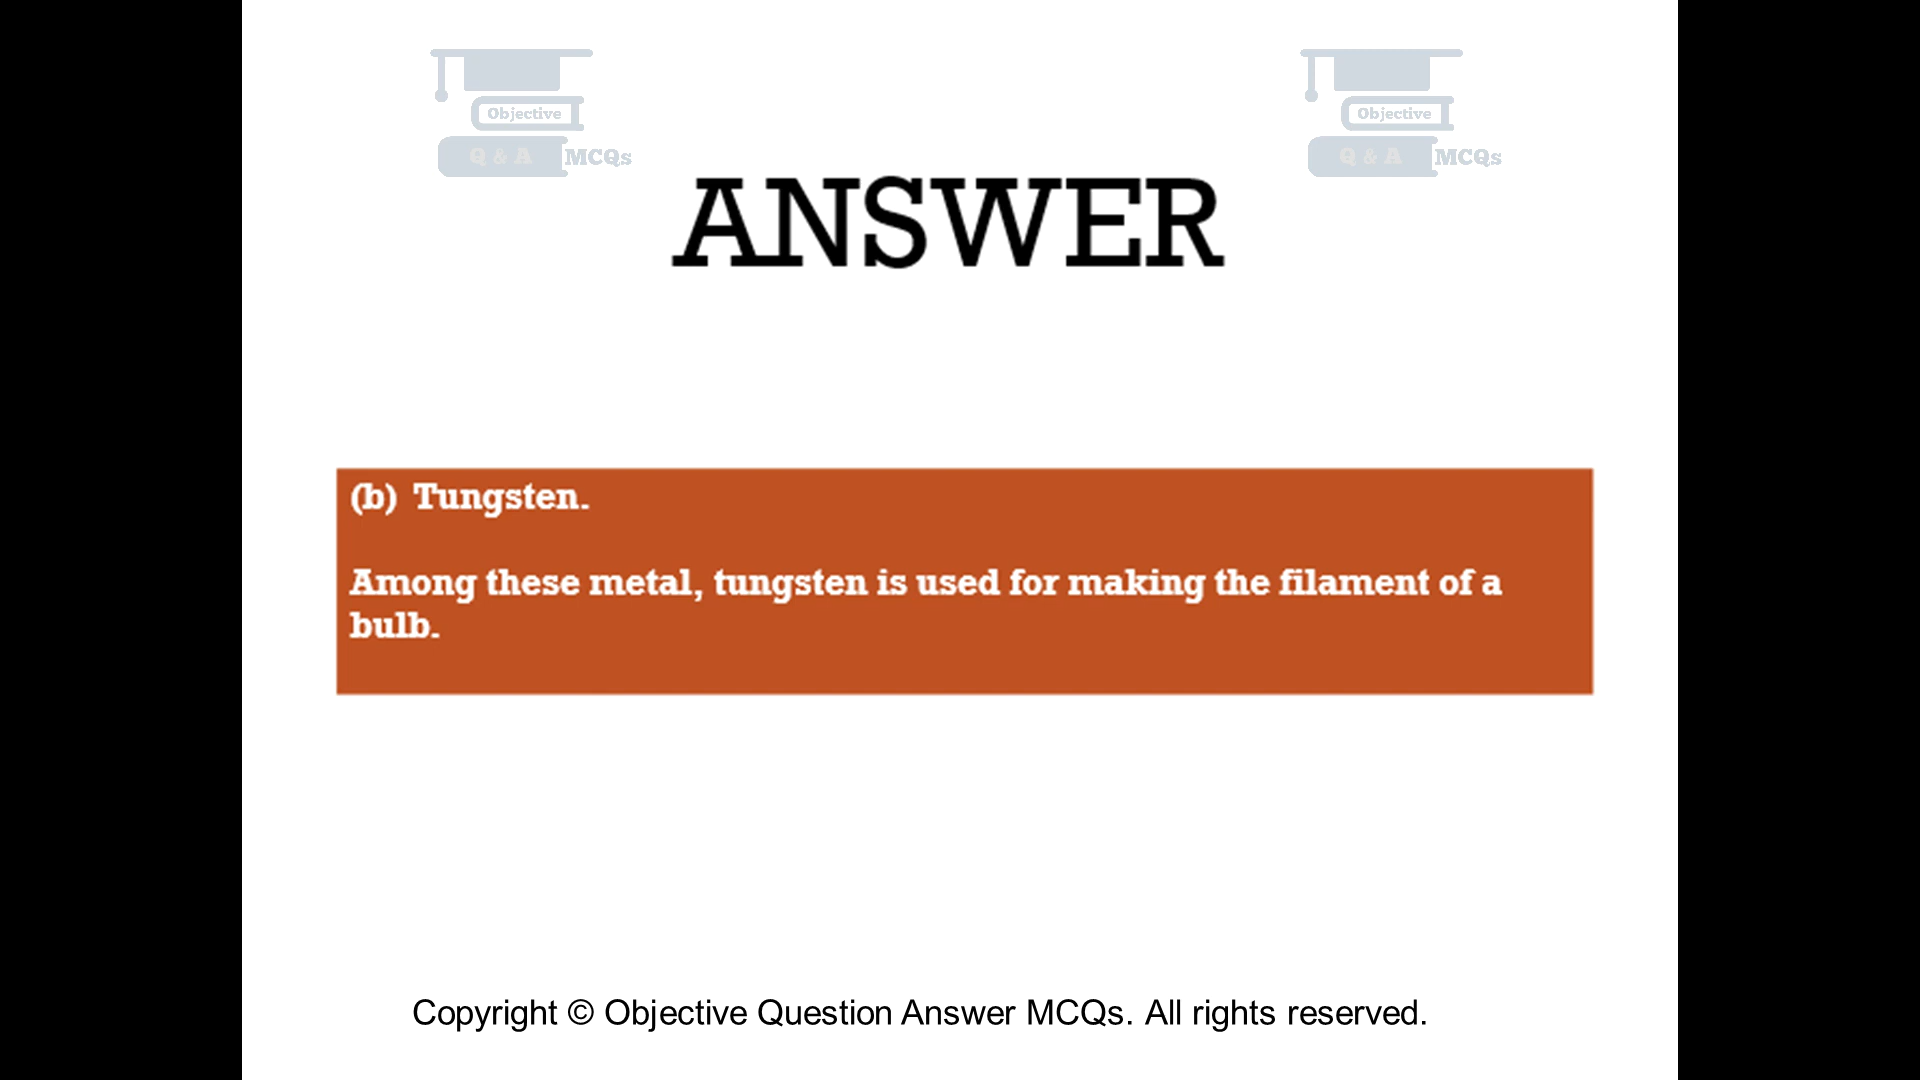 Objective
Q & A MCQs
Objective
Q & A MCQs
ANSWER
(b) Tungsten.
Among these metal, tungsten is used for making the filament of a
bulb.
Copyright © Objective Question Answer MCQs. All rights reserved.